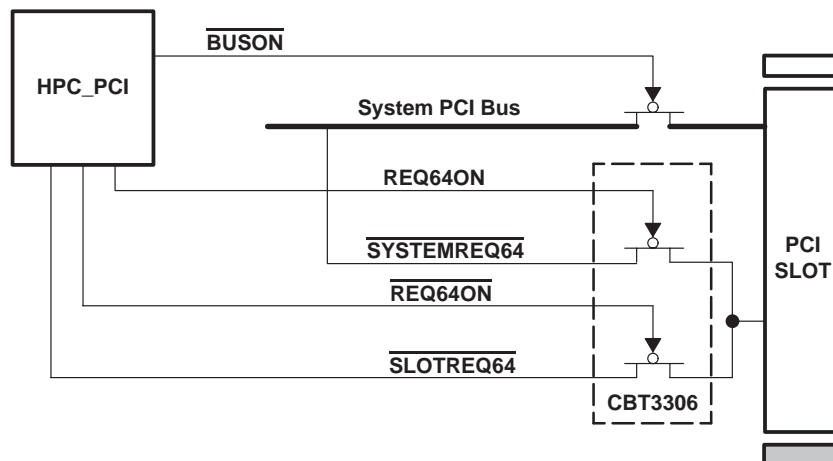 BUSON
HPC_PCI
System PCI Bus
REQ64ON
SYSTEMREQ64
PCI
SLOT
REQ64ON
SLOTREQ64
CBT3306